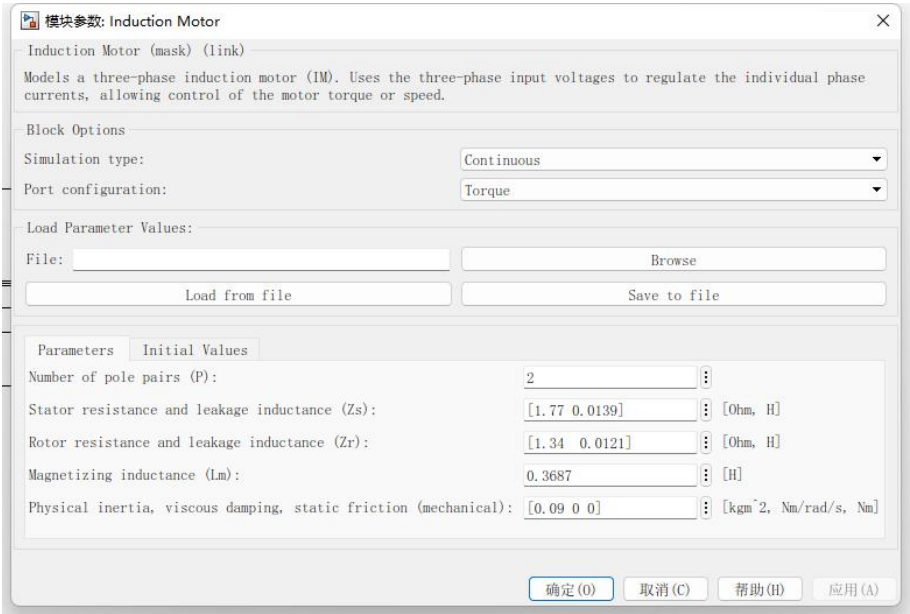 模块参数: Induction Motor
Induction Motor (mask) (link)
Models a three-phase induction motor (IM). Uses the three-phase input voltages to regulate the individual phase
currents, allowing control of the motor torque or speed.
Block Options
Simulation type: Continuous
Port configuration: Torque
Load Parameter Values:
File: Browse
Load from file Save to file
Parameters Initial Values
Number of pole pairs (P): 2
Stator resistance and leakage inductance (Zs): [1.77 0.0139] [Ohm, H]
Rotor resistance and leakage inductance (Zr): [1.34 0.0121] [Ohm, H]
Magnetizing inductance (Lm): 0.3687 [H]
Physical inertia, viscous damping, static friction (mechanical): [0.09 0 0] [kgm^2, Nm/rad/s, Nm]
确定(O) 取消(C) 帮助(H) 应用(A)